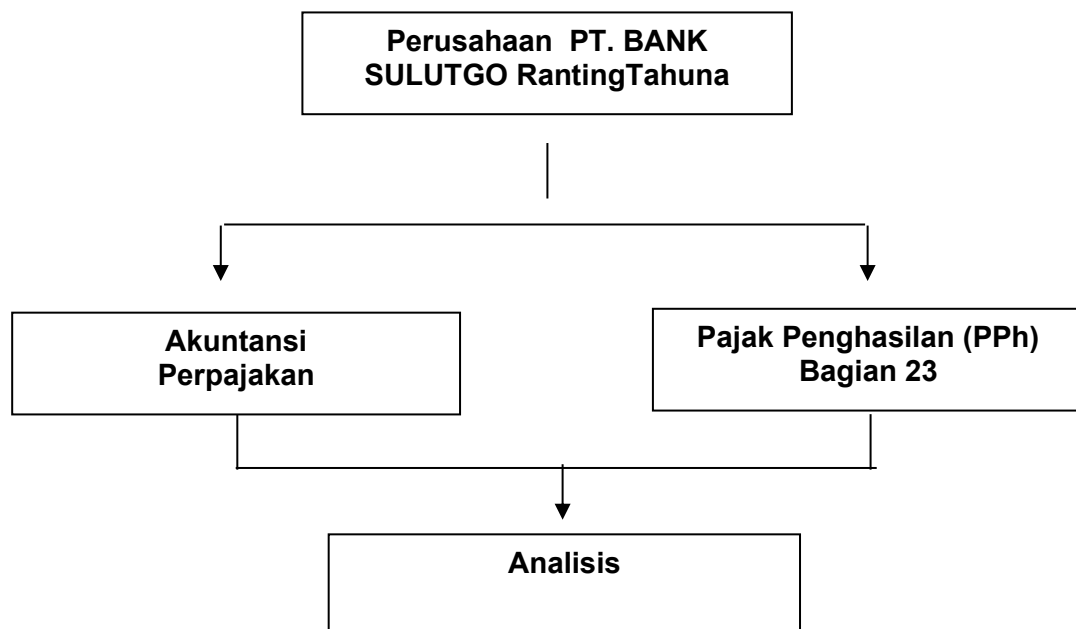 Perusahaan PT. BANK
SULUTGO RantingTahuna
Akuntansi
Perpajakan
Pajak Penghasilan (PPh)
Bagian 23
Analisis